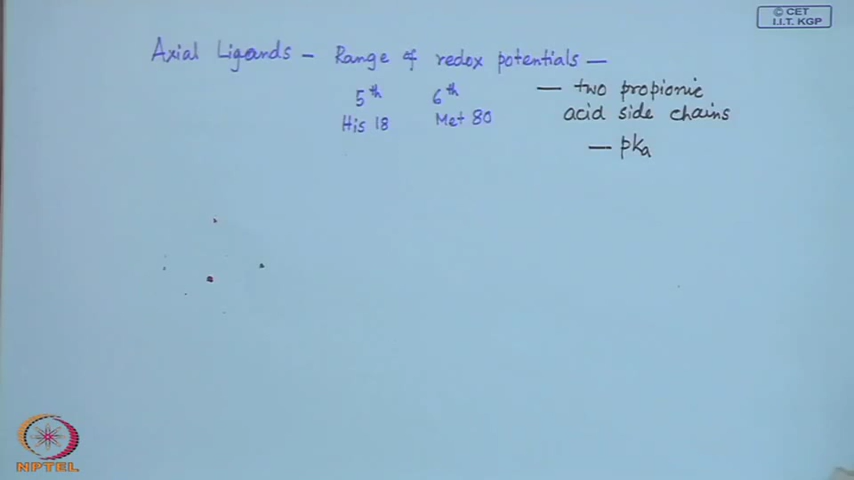 © CET
I.I.T. KGP
Axial Ligands — Range of redox potentials —
5th 6th
His 18 Met 80
— two propionic
acid side chains
— pka
NPTEL